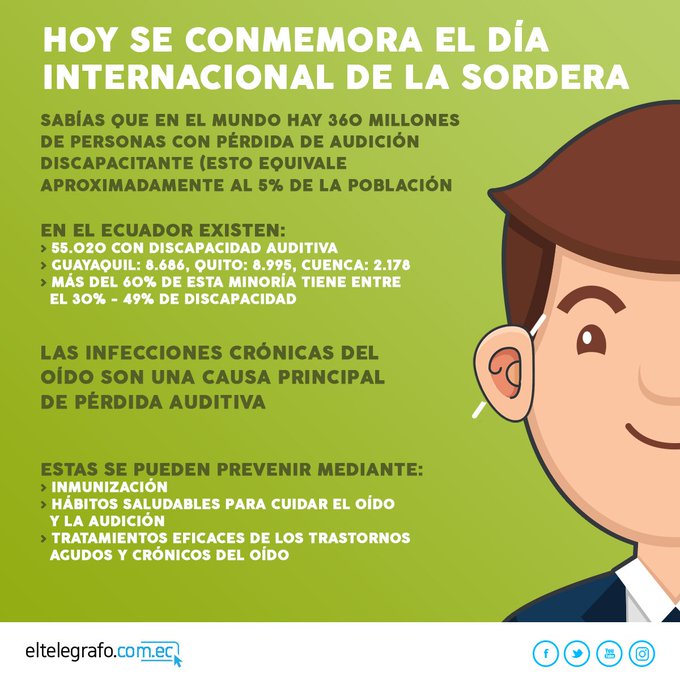 HOY SE CONMEMORA EL DÍA
INTERNACIONAL DE LA SORDERA
SABÍAS QUE EN EL MUNDO HAY 360 MILLONES
DE PERSONAS CON PÉRDIDA DE AUDICIÓN
DISCAPACITANTE (ESTO EQUIVALE
APROXIMADAMENTE AL 5% DE LA POBLACIÓN
EN EL ECUADOR EXISTEN:
> 55.020 CON DISCAPACIDAD AUDITIVA
> GUAYAQUIL: 8.686, QUITO: 8.995, CUENCA: 2.178
> MÁS DEL 60% DE ESTA MINORÍA TIENE ENTRE
EL 30% - 49% DE DISCAPACIDAD
LAS INFECCIONES CRÓNICAS DEL
OÍDO SON UNA CAUSA PRINCIPAL
DE PÉRDIDA AUDITIVA
ESTAS SE PUEDEN PREVENIR MEDIANTE:
> INMUNIZACIÓN
> HÁBITOS SALUDABLES PARA CUIDAR EL OÍDO
Y LA AUDICIÓN
> TRATAMIENTOS EFICACES DE LOS TRASTORNOS
AGUDOS Y CRÓNICOS DEL OÍDO
eltelegrafo.com.ec
f
You Tube